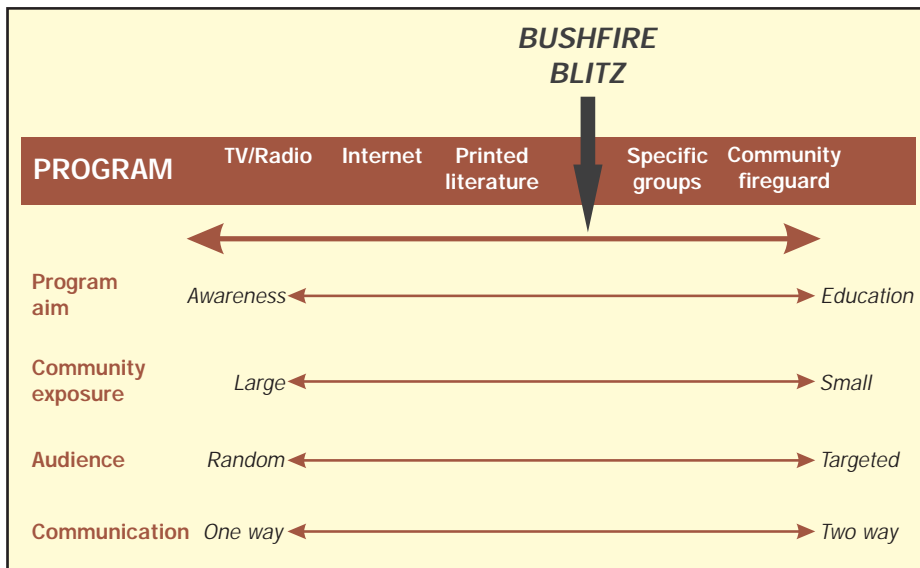 BUSHFIRE
BLITZ
PROGRAM
TV/Radio
Internet
Printed
literature
Specific
groups
Community
fireguard
Program
aim
Awareness
Education
Community
exposure
Large
Small
Audience
Random
Targeted
Communication
One way
Two way